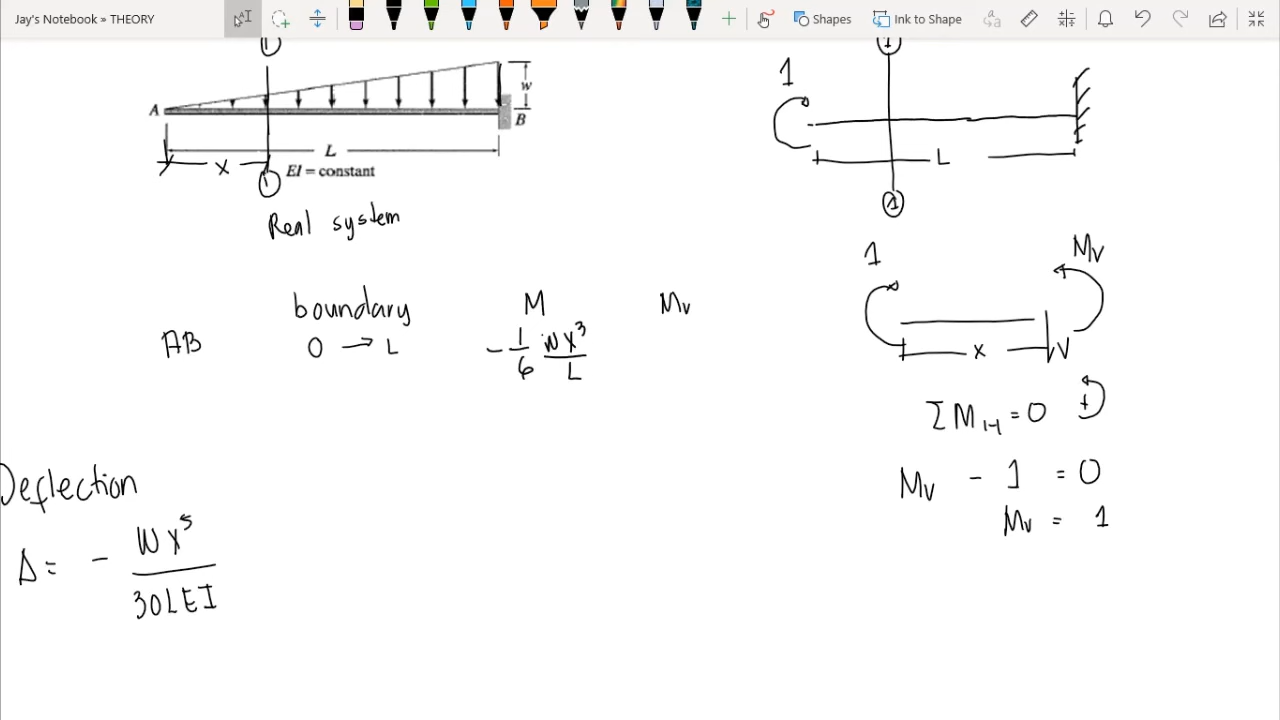 Jay's Notebook » THEORY
Shapes
Ink to Shape
1
1
w
A
B
L
x
EI = constant
1
Real system
1
L
1
1
Mv
x
V
boundary M Mv
AB 0 → L - 1/6 wx³/L
ΣM1-1 = 0 +
Mv - 1 = 0
Mv = 1
Deflection
Δ = - wx⁵/30LEI